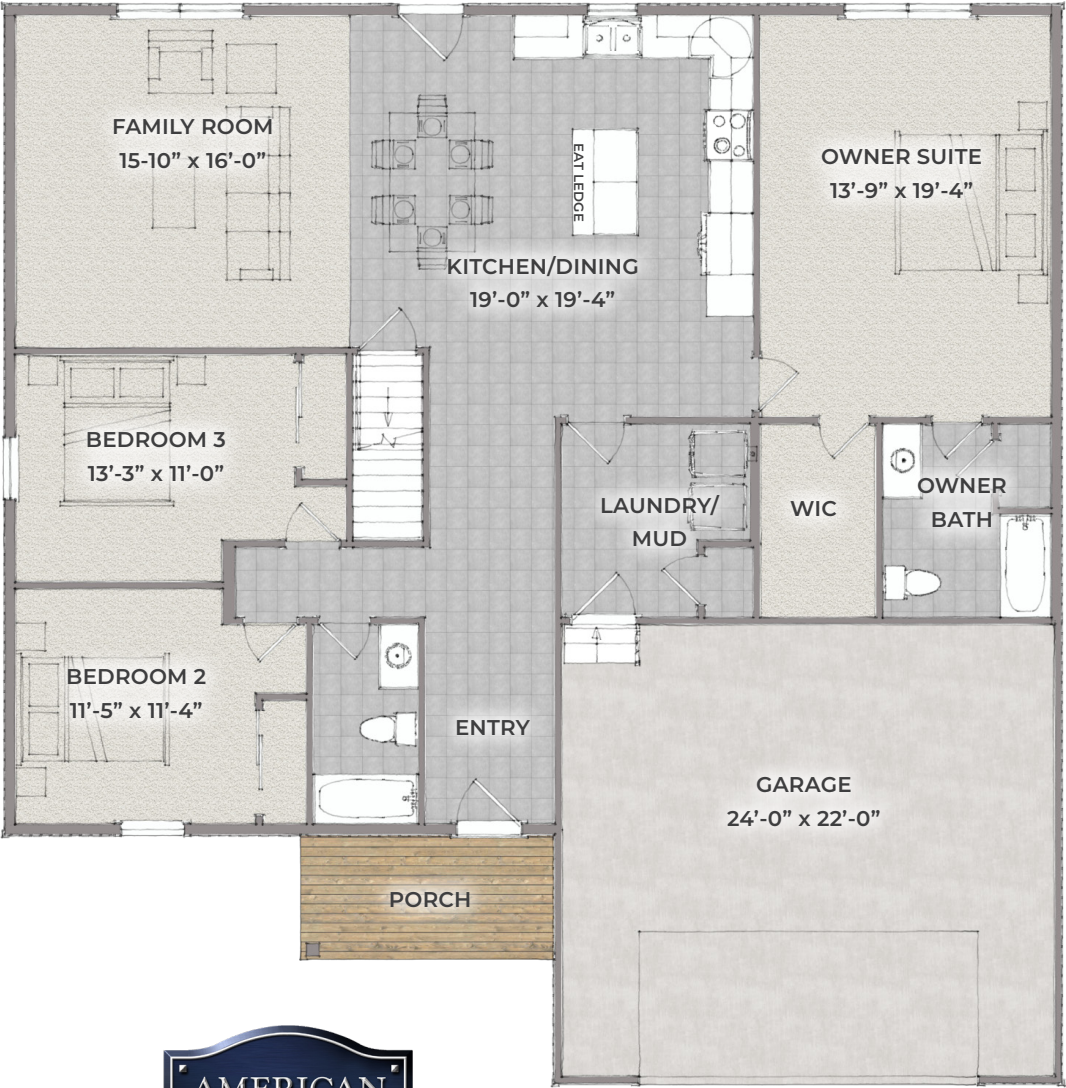 FAMILY ROOM
15-10” x 16’-0”
EAT LEDGE
KITCHEN/DINING
19’-0” x 19’-4”
OWNER SUITE
13’-9” x 19’-4”
BEDROOM 3
13’-3” x 11’-0”
LAUNDRY/
MUD
WIC
OWNER
BATH
BEDROOM 2
11’-5” x 11’-4”
ENTRY
GARAGE
24’-0” x 22’-0”
PORCH
AMERICAN